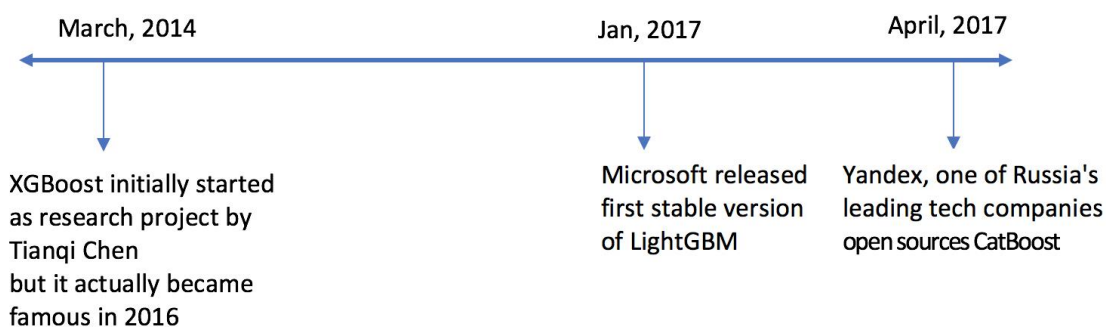 March, 2014
Jan, 2017
April, 2017
XGBoost initially started
as research project by
Tianqi Chen
but it actually became
famous in 2016
Microsoft released
first stable version
of LightGBM
Yandex, one of Russia's
leading tech companies
open sources CatBoost